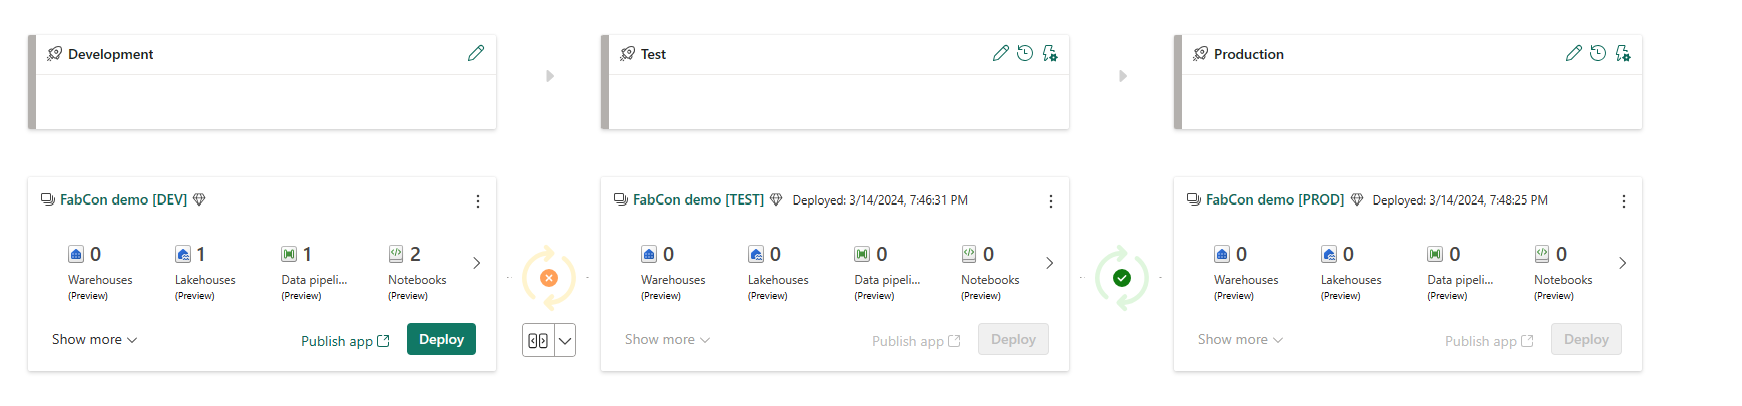 Development
Test
Production
FabCon demo [DEV]
0 1 1 2
Warehouses Lakehouses Data pipeli... Notebooks
(Preview) (Preview) (Preview) (Preview)
Show more Publish app Deploy
FabCon demo [TEST] Deployed: 3/14/2024, 7:46:31 PM
0 0 0 0
Warehouses Lakehouses Data pipeli... Notebooks
(Preview) (Preview) (Preview) (Preview)
Show more Publish app Deploy
FabCon demo [PROD] Deployed: 3/14/2024, 7:48:25 PM
0 0 0 0
Warehouses Lakehouses Data pipeli... Notebooks
(Preview) (Preview) (Preview) (Preview)
Show more Publish app Deploy